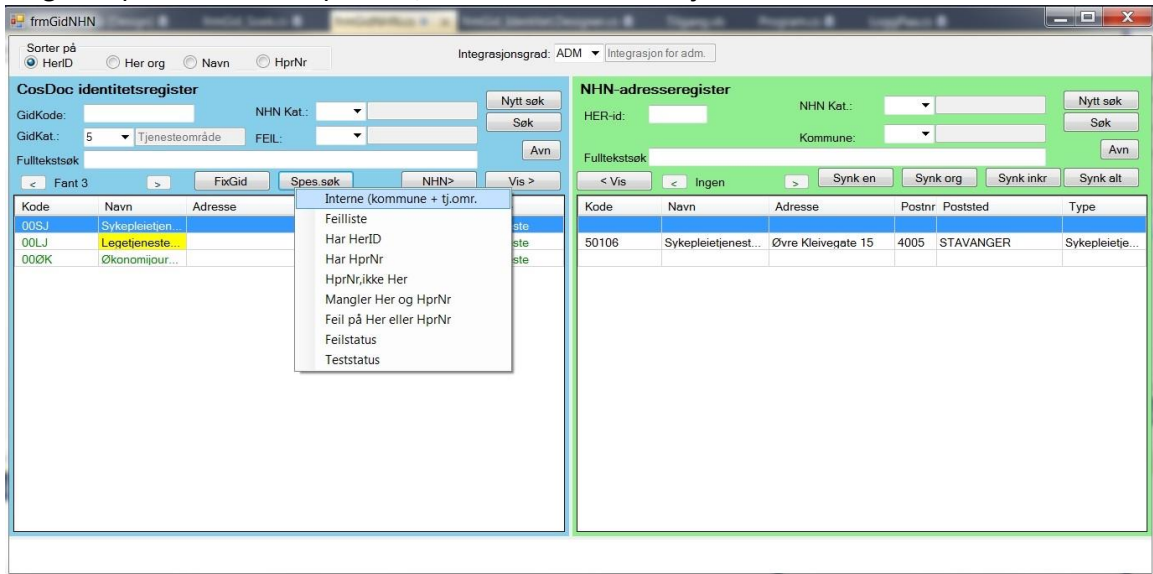 frmGidNHN
Sorter på
HerID Her org Navn HprNr
Integrasjonsgrad: ADM Integrasjon for adm.
CosDoc identitetsregister
GidKode:
NHN Kat.:
Nytt søk
Søk
GidKat.: 5 Tjenesteområde FEIL:
Avn
Fulltekstsøk
< Fant 3 > FixGid Spes.søk NHN> Vis >
Kode Navn Adresse
00SJ Sykepleietjen... ste
00LJ Legetjeneste... ste
00ØK Økonomijour... ste
Interne (kommune + tj.omr.
Feilliste
Har HerID
Har HprNr
HprNr,ikke Her
Mangler Her og HprNr
Feil på Her eller HprNr
Feilstatus
Teststatus
NHN-adresseregister
HER-id:
NHN Kat.:
Nytt søk
Søk
Kommune:
Avn
Fulltekstsøk
< Vis < Ingen > Synk en Synk org Synk inkr Synk alt
Kode Navn Adresse Postnr Poststed Type
50106 Sykepleietjenest... Øvre Kleivegate 15 4005 STAVANGER Sykepleietje...